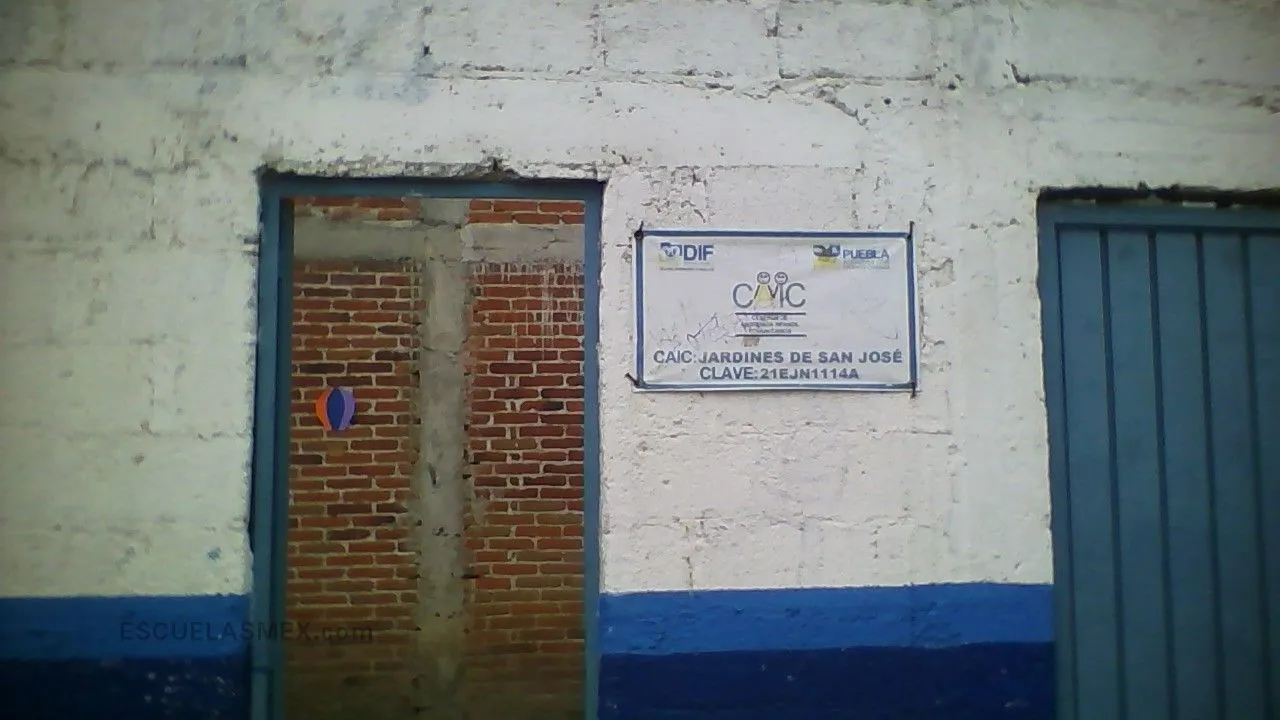 DIF
PUEBLA
CAIC
CAIC: JARDINES DE SAN JOSÉ
CLAVE: 21EJN1114A
ESCUELASMEX.com